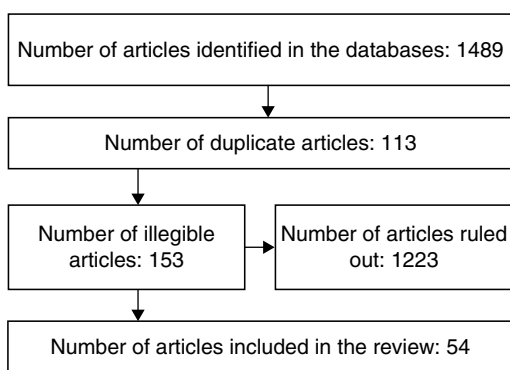 Number of articles identified in the databases: 1489
Number of duplicate articles: 113
Number of illegible
articles: 153
Number of articles ruled
out: 1223
Number of articles included in the review: 54